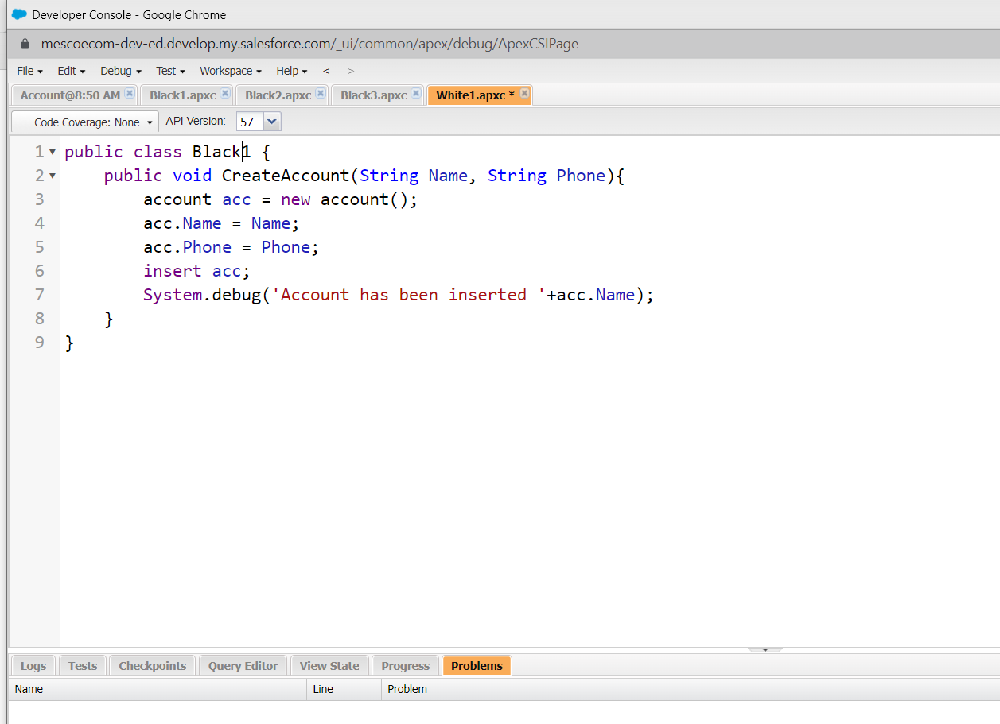 Developer Console - Google Chrome
mescoecom-dev-ed.develop.my.salesforce.com/_ui/common/apex/debug/ApexCSIPage
File Edit Debug Test Workspace Help < >
Account@8:50 AM Black1.apxc Black2.apxc Black3.apxc White1.apxc *
Code Coverage: None API Version: 57
1 public class Black1 {
2 public void CreateAccount(String Name, String Phone){
3 account acc = new account();
4 acc.Name = Name;
5 acc.Phone = Phone;
6 insert acc;
7 System.debug('Account has been inserted '+acc.Name);
8 }
9 }
Logs Tests Checkpoints Query Editor View State Progress Problems
Name Line Problem